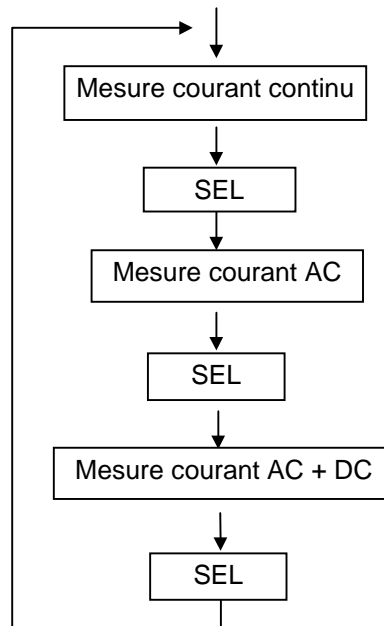 Mesure courant continu
SEL
Mesure courant AC
SEL
Mesure courant AC + DC
SEL